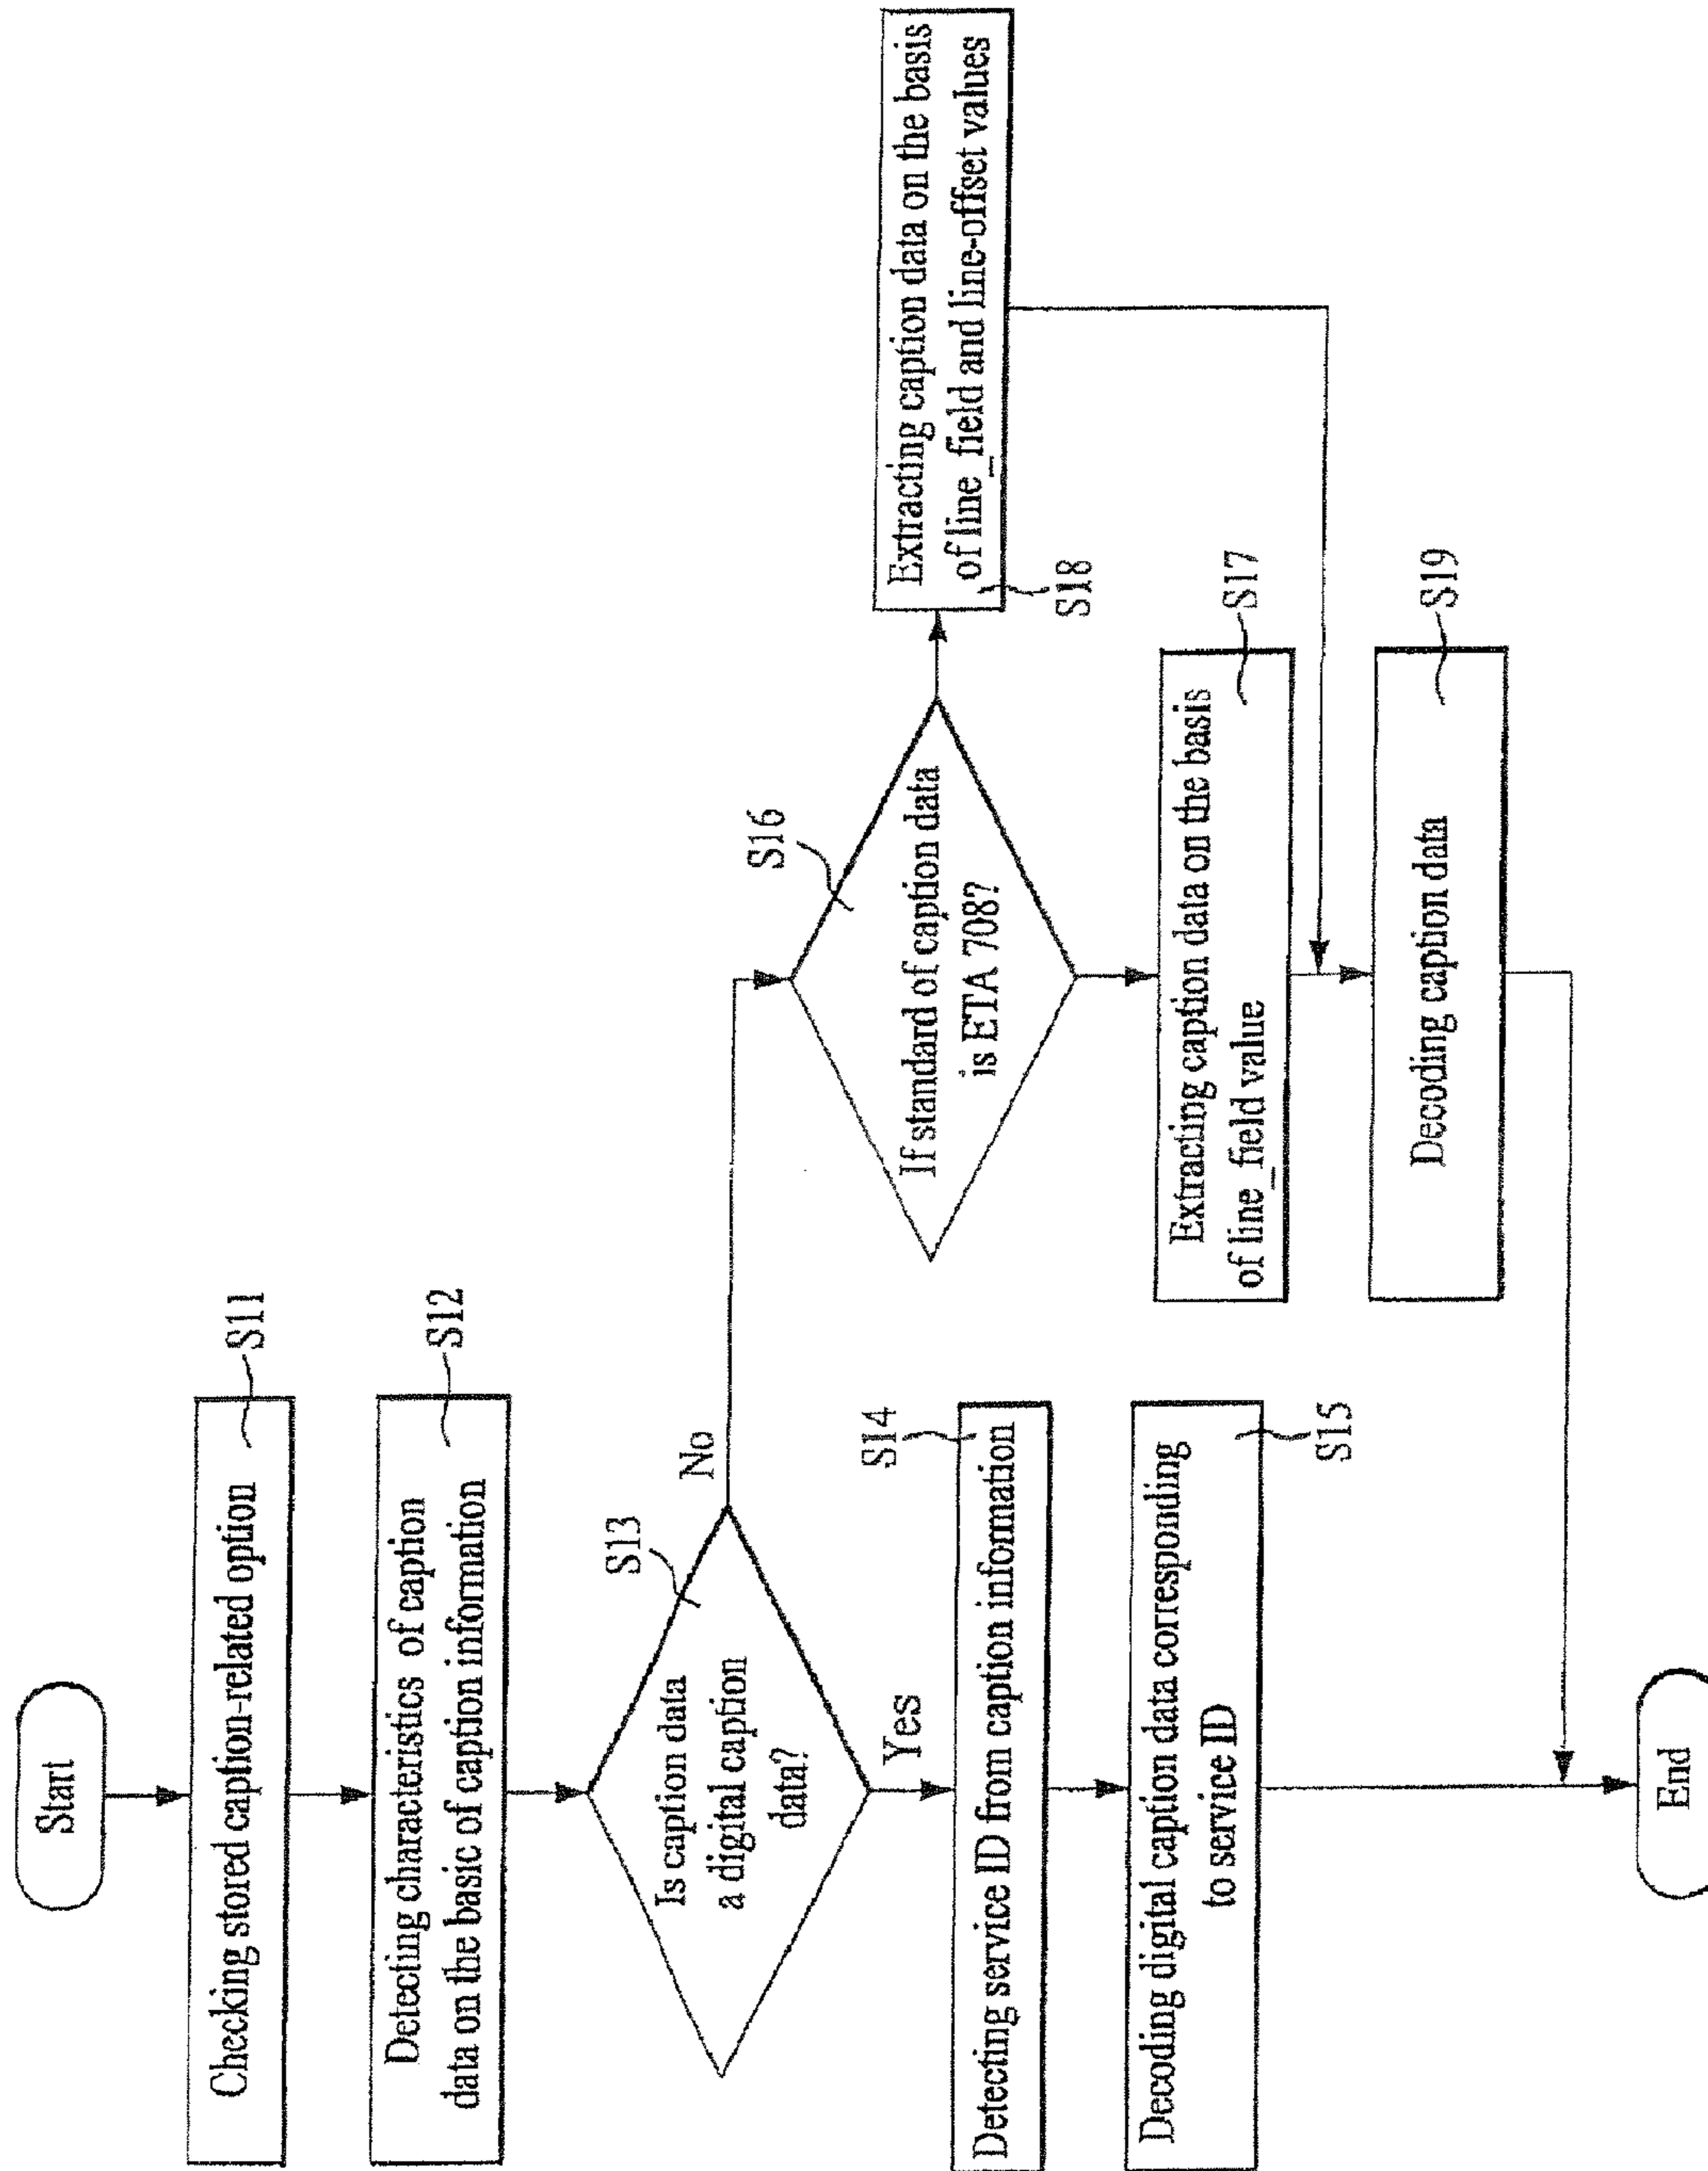 Start
Checking stored caption-related option
S11
Detecting characteristics of caption
data on the basic of caption information
S12
Is caption data
a digital caption
data?
S13
No
Yes
Detecting service ID from caption information
S14
Decoding digital caption data corresponding
to service ID
S15
If standard of caption data
is ETA 708?
S16
Extracting caption data on the basis
of line_field value
S17
Extracting caption data on the basis
of line_field and line-offset values
S18
Decoding caption data
S19
End